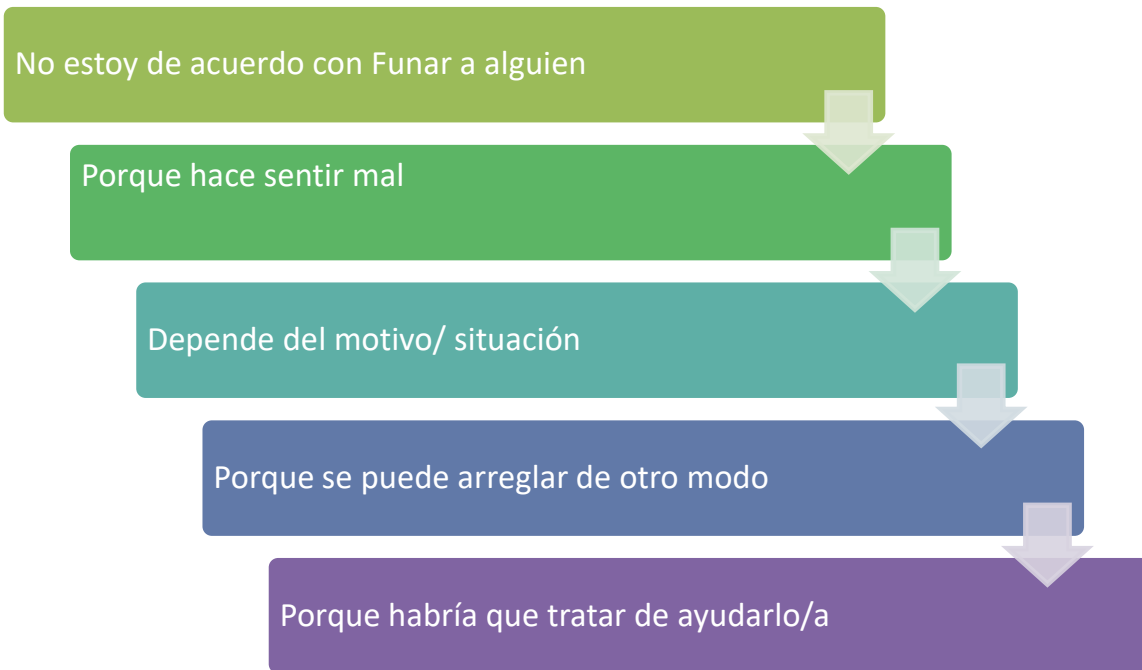 No estoy de acuerdo con Funar a alguien
Porque hace sentir mal
Depende del motivo/ situación
Porque se puede arreglar de otro modo
Porque habría que tratar de ayudarlo/a